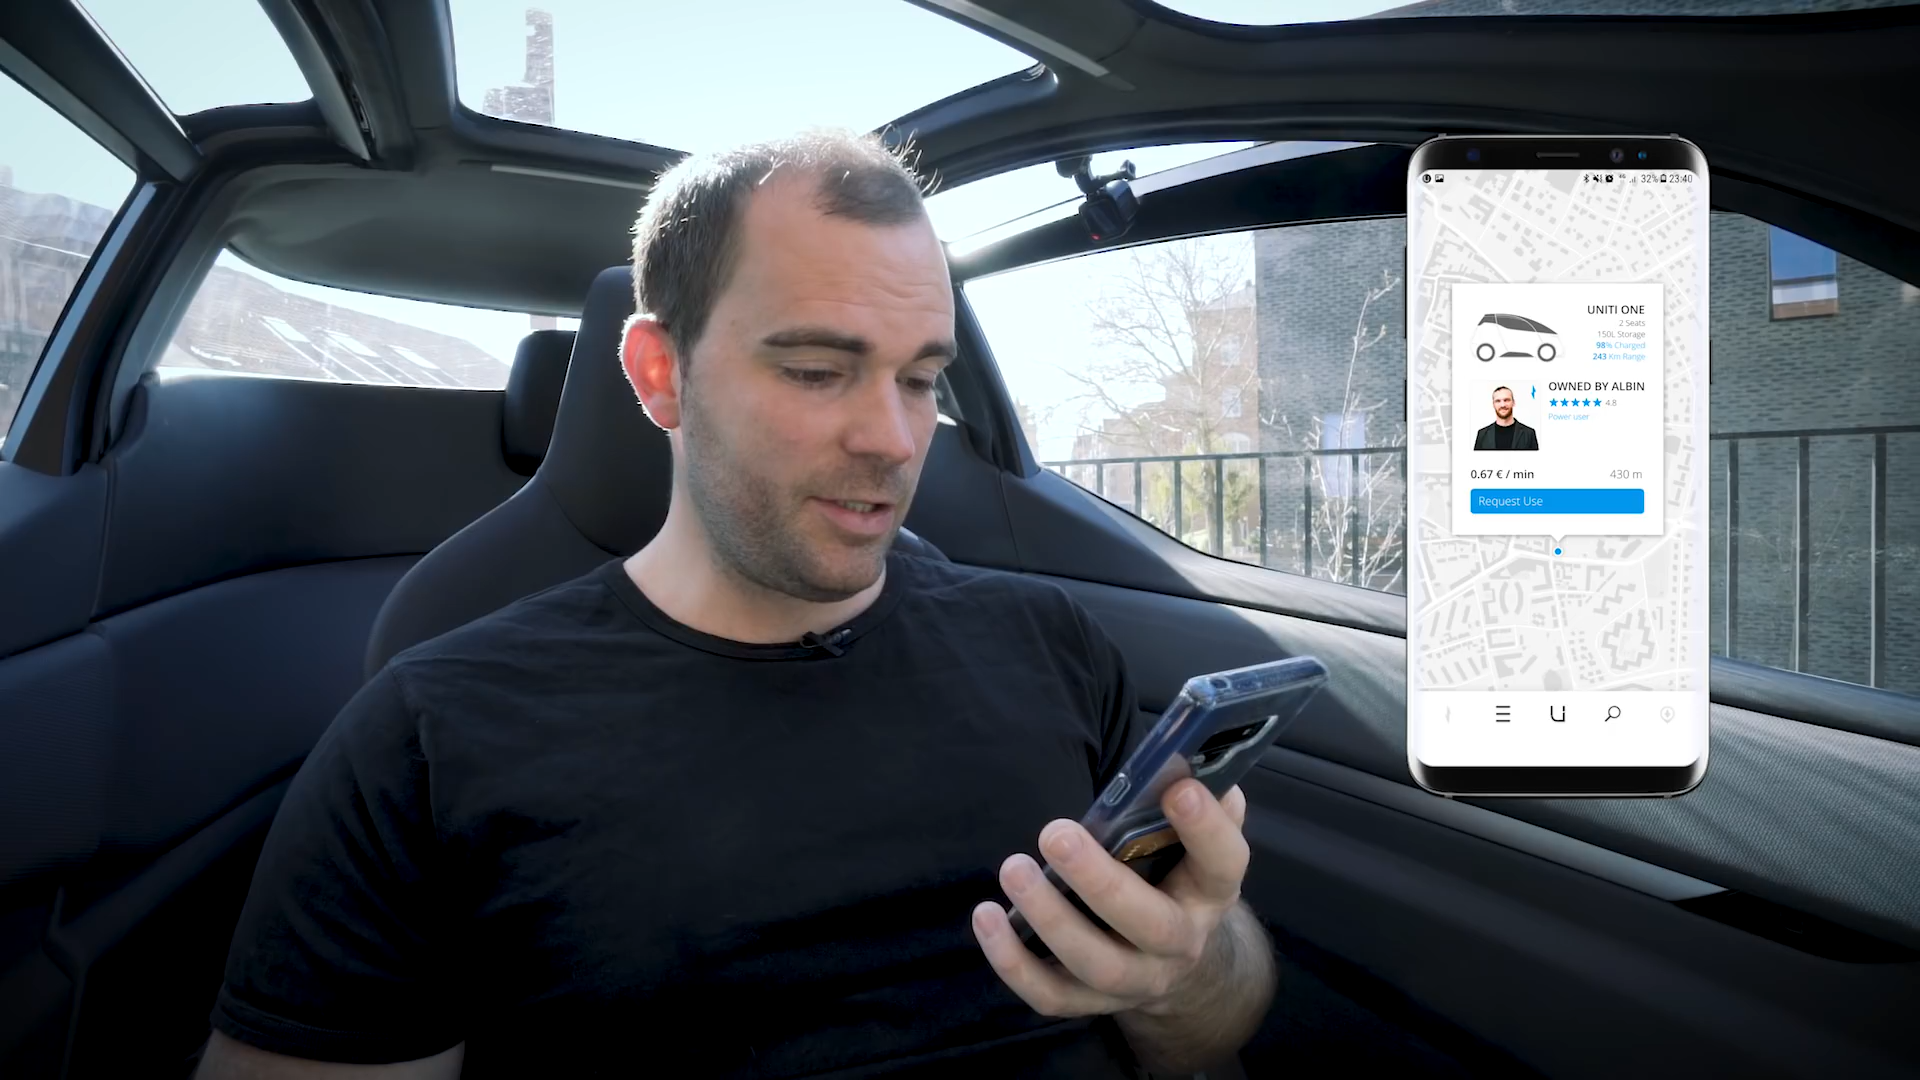 32% 23:40
UNITI ONE
2 Seats
150L Storage
98% Charged
243 Km Range
OWNED BY ALBIN
4.8
Power user
0.67 € / min 430 m
Request Use